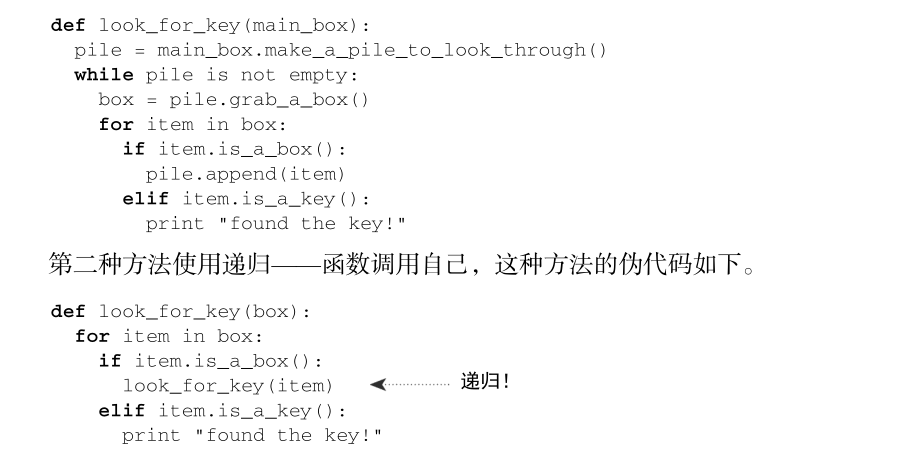 def look_for_key(main_box):
  pile = main_box.make_a_pile_to_look_through()
  while pile is not empty:
    box = pile.grab_a_box()
    for item in box:
      if item.is_a_box():
        pile.append(item)
      elif item.is_a_key():
        print "found the key!"
第二种方法使用递归——函数调用自己，这种方法的伪代码如下。
def look_for_key(box):
  for item in box:
    if item.is_a_box():
      look_for_key(item) 递归！
    elif item.is_a_key():
      print "found the key!"